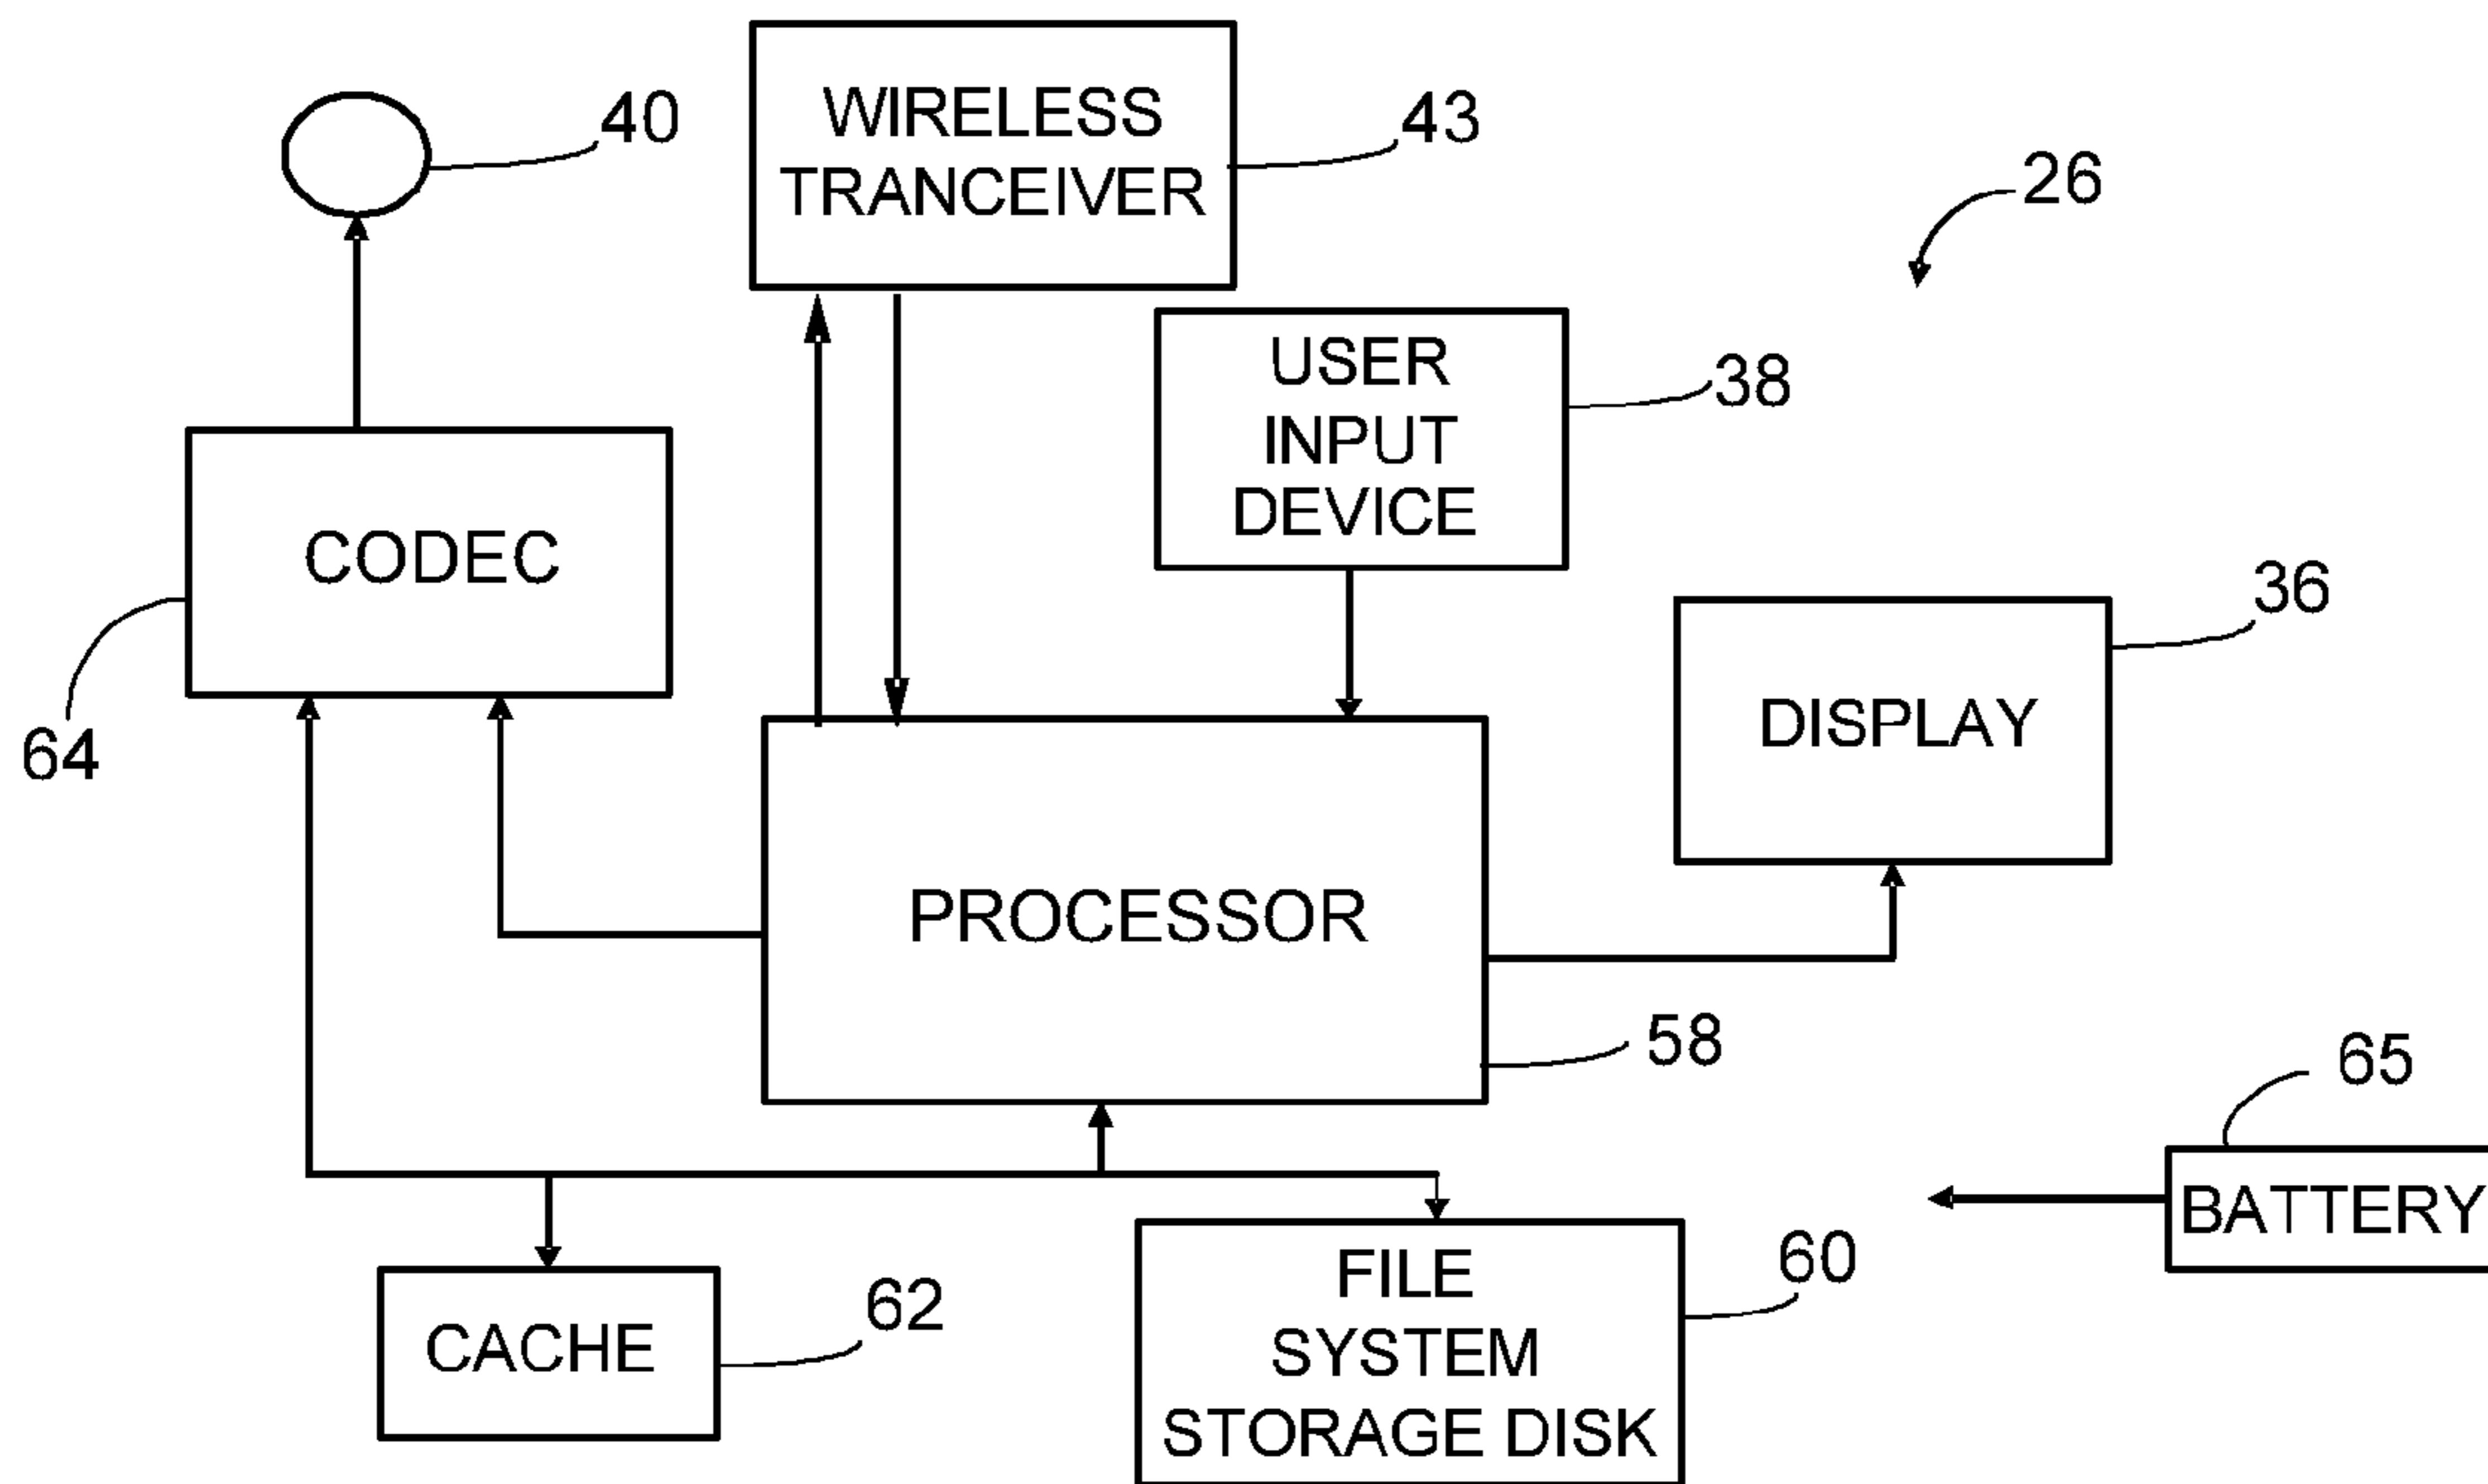 40
WIRELESS
TRANCEIVER
43
26
USER
INPUT
DEVICE
38
CODEC
64
36
DISPLAY
PROCESSOR
58
65
BATTERY
CACHE
62
FILE
SYSTEM
STORAGE DISK
60